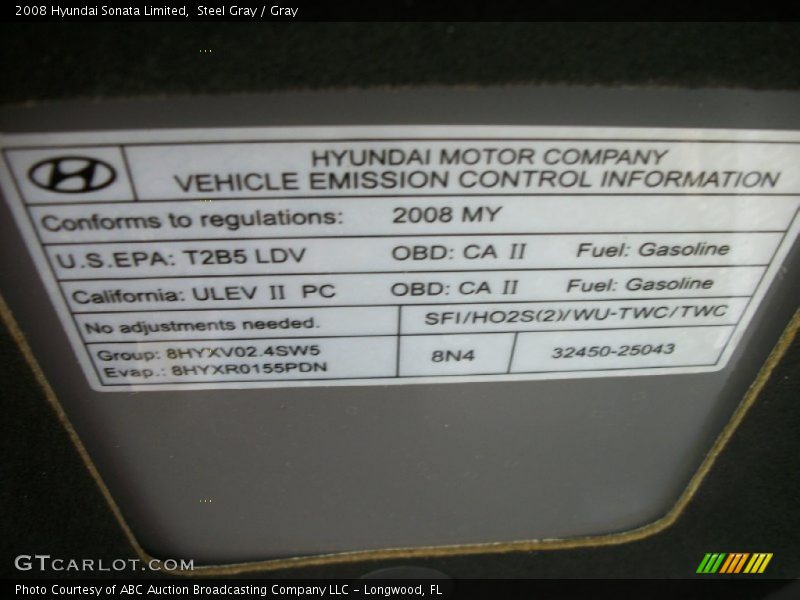 2008 Hyundai Sonata Limited,  Steel Gray / Gray
HYUNDAI MOTOR COMPANY
VEHICLE EMISSION CONTROL INFORMATION
Conforms to regulations: 2008 MY
U.S.EPA: T2B5 LDV OBD: CA II Fuel: Gasoline
California: ULEV II PC OBD: CA II Fuel: Gasoline
No adjustments needed. SFI/HO2S(2)/WU-TWC/TWC
Group: 8HYXV02.4SW5
Evap.: 8HYXR0155PDN
8N4 32450-25043
GTCARLOT.COM
Photo Courtesy of ABC Auction Broadcasting Company LLC - Longwood, FL